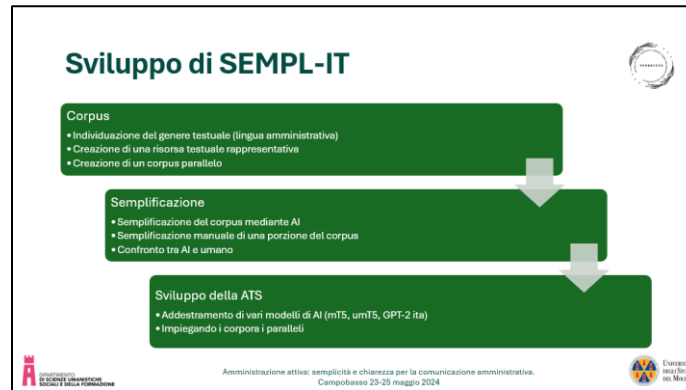 Sviluppo di SEMPL-IT
Corpus
• Individuazione del genere testuale (lingua amministrativa)
• Creazione di una risorsa testuale rappresentativa
• Creazione di un corpus parallelo
Semplificazione
• Semplificazione del corpus mediante AI
• Semplificazione manuale di una porzione del corpus
• Confronto tra AI e umano
Sviluppo della ATS
• Addestramento di vari modelli di AI (mT5, umT5, GPT-2 ita)
• Impiegando i corpora i paralleli
DIPARTIMENTO
DI SCIENZE UMANISTICHE
SOCIALI E DELLA FORMAZIONE
Amministrazione attiva: semplicità e chiarezza per la comunicazione amministrativa.
Campobasso 23-25 maggio 2024